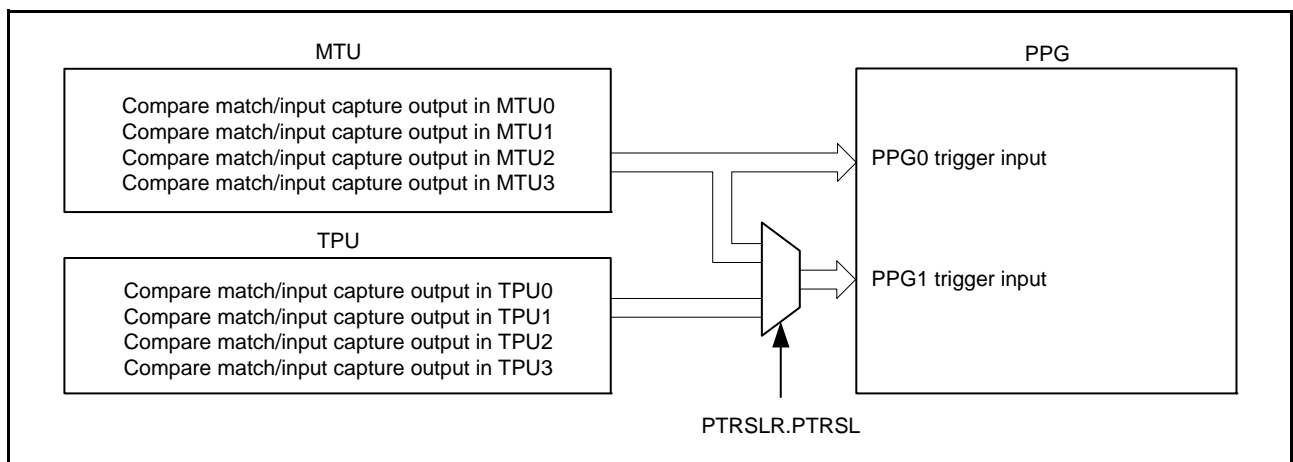 MTU
Compare match/input capture output in MTU0
Compare match/input capture output in MTU1
Compare match/input capture output in MTU2
Compare match/input capture output in MTU3
TPU
Compare match/input capture output in TPU0
Compare match/input capture output in TPU1
Compare match/input capture output in TPU2
Compare match/input capture output in TPU3
PTRSLR.PTRSL
PPG
PPG0 trigger input
PPG1 trigger input